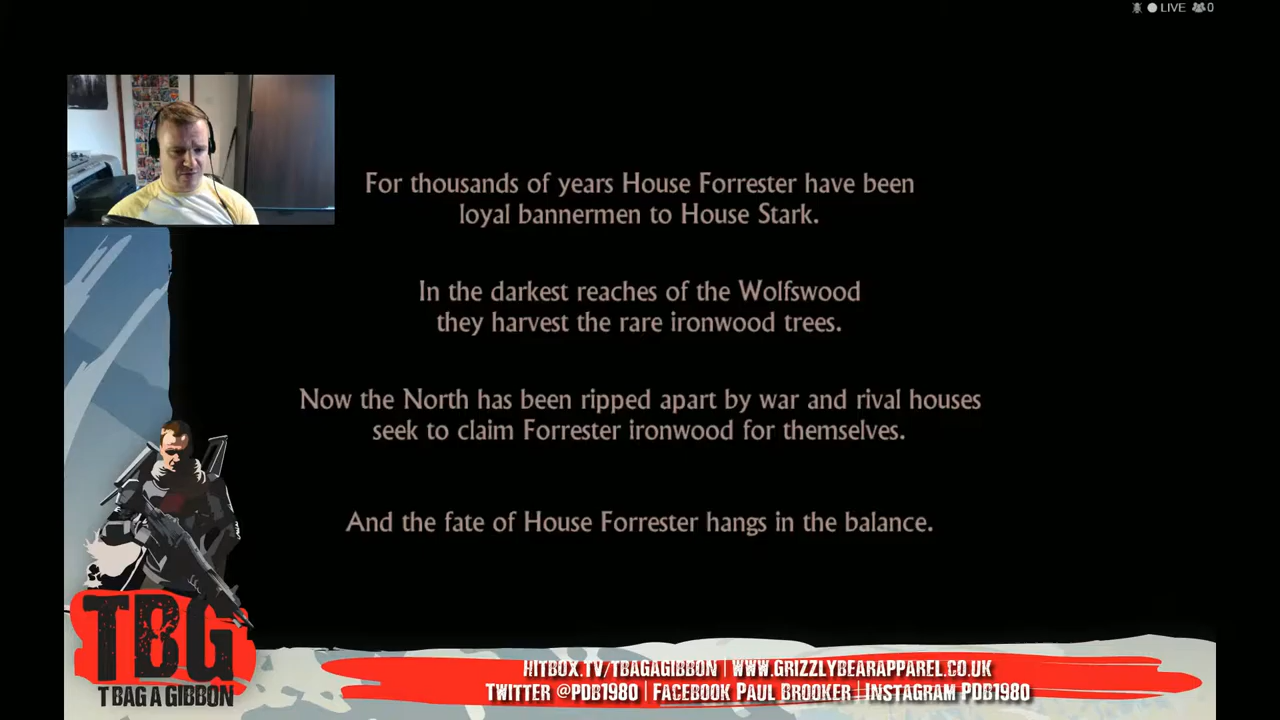 LIVE 0
For thousands of years House Forrester have been
loyal bannermen to House Stark.
In the darkest reaches of the Wolfswood
they harvest the rare ironwood trees.
Now the North has been ripped apart by war and rival houses
seek to claim Forrester ironwood for themselves.
And the fate of House Forrester hangs in the balance.
TBG
T BAG A GIBBON
HITBOX.TV/TBAGAGIBBON | WWW.GRIZZLYBEARAPPAREL.CO.UK
TWITTER @PDB1980 | FACEBOOK PAUL BROOKER | INSTAGRAM PDB1980